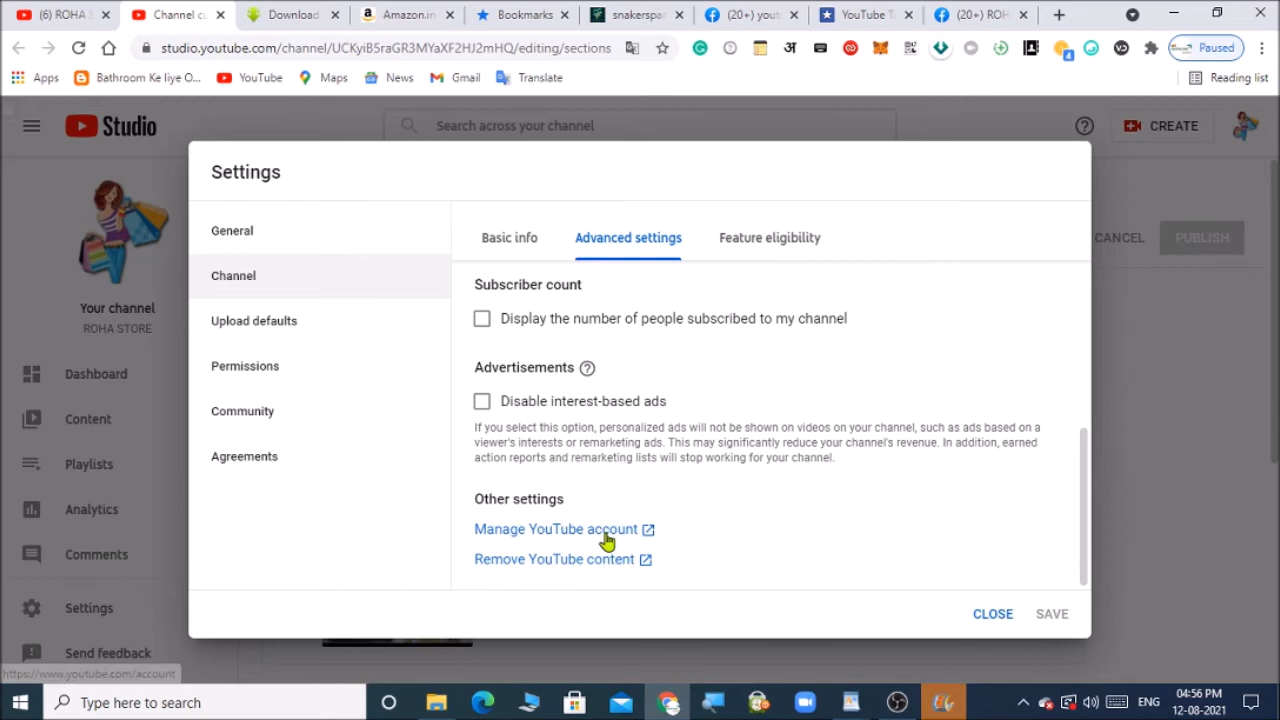 (6) ROHA S
Channel cu
Download
Amazon.in
Bookmarks
snakerspar
(20+) yout
YouTube Ta
(20+) ROH
studio.youtube.com/channel/UCKyiB5raGR3MYaXF2HJ2mHQ/editing/sections
Paused
Apps
Bathroom Ke liye O...
YouTube
Maps
News
Gmail
Translate
Reading list
Studio
Search across your channel
CREATE
Settings
General
Basic info
Advanced settings
Feature eligibility
CANCEL
PUBLISH
Channel
Subscriber count
Your channel
ROHA STORE
Upload defaults
Display the number of people subscribed to my channel
Permissions
Advertisements
Dashboard
Disable interest-based ads
Community
Content
If you select this option, personalized ads will not be shown on videos on your channel, such as ads based on a
viewer's interests or remarketing ads. This may significantly reduce your channel's revenue. In addition, earned
action reports and remarketing lists will stop working for your channel.
Agreements
Playlists
Other settings
Analytics
Manage YouTube account
Comments
Remove YouTube content
Settings
CLOSE
SAVE
Send feedback
https://www.youtube.com/account
Type here to search
ENG
04:56 PM
12-08-2021